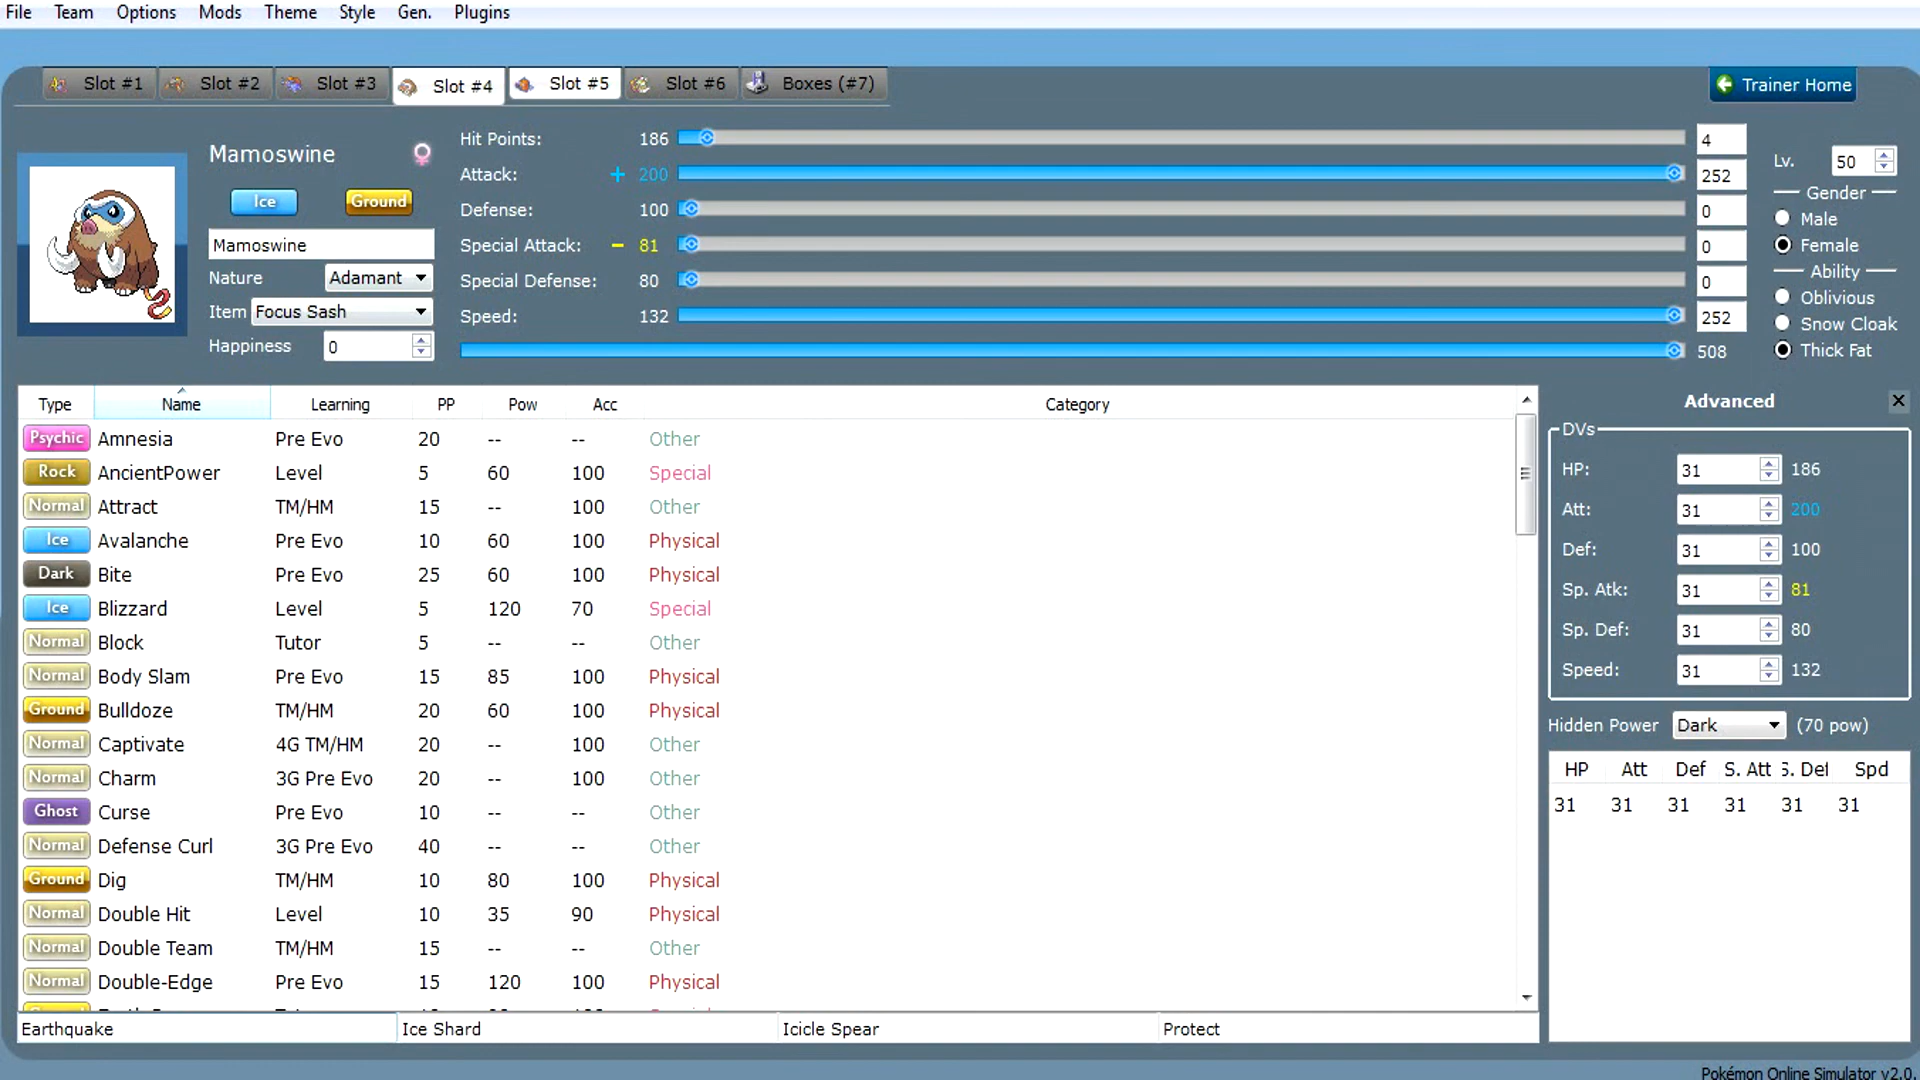 File Team Options Mods Theme Style Gen. Plugins
Slot #1 Slot #2 Slot #3 Slot #4 Slot #5 Slot #6 Boxes (#7) Trainer Home
Mamoswine
Ice Ground
Mamoswine
Nature Adamant
Item Focus Sash
Happiness 0
Hit Points: 186 4
Attack: + 200 252
Defense: 100 0
Special Attack: − 81 0
Special Defense: 80 0
Speed: 132 252
508
Lv. 50
Gender
Male
Female
Ability
Oblivious
Snow Cloak
Thick Fat
Type Name Learning PP Pow Acc Category
Psychic Amnesia Pre Evo 20 -- -- Other
Rock AncientPower Level 5 60 100 Special
Normal Attract TM/HM 15 -- 100 Other
Ice Avalanche Pre Evo 10 60 100 Physical
Dark Bite Pre Evo 25 60 100 Physical
Ice Blizzard Level 5 120 70 Special
Normal Block Tutor 5 -- -- Other
Normal Body Slam Pre Evo 15 85 100 Physical
Ground Bulldoze TM/HM 20 60 100 Physical
Normal Captivate 4G TM/HM 20 -- 100 Other
Normal Charm 3G Pre Evo 20 -- 100 Other
Ghost Curse Pre Evo 10 -- -- Other
Normal Defense Curl 3G Pre Evo 40 -- -- Other
Ground Dig TM/HM 10 80 100 Physical
Normal Double Hit Level 10 35 90 Physical
Normal Double Team TM/HM 15 -- -- Other
Normal Double-Edge Pre Evo 15 120 100 Physical
Earthquake Ice Shard Icicle Spear Protect
Advanced
DVs
HP: 31 186
Att: 31 200
Def: 31 100
Sp. Atk: 31 81
Sp. Def: 31 80
Speed: 31 132
Hidden Power Dark (70 pow)
HP Att Def S. Att S. Def Spd
31 31 31 31 31 31
Pokémon Online Simulator v2.0.